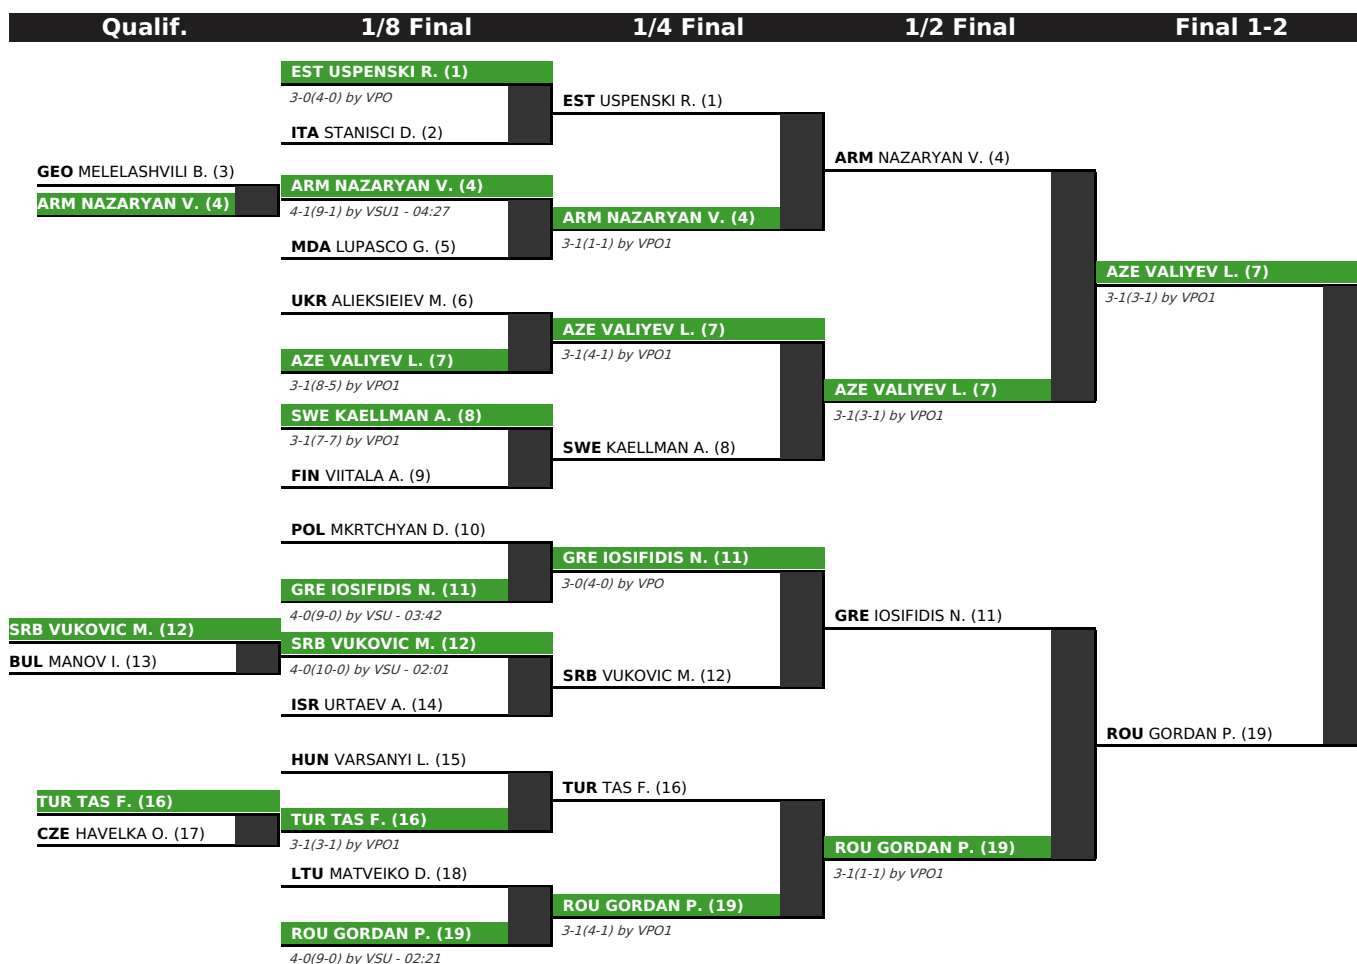 Qualif.
1/8 Final
1/4 Final
1/2 Final
Final 1-2
GEO MELELASHVILI B. (3)
ARM NAZARYAN V. (4)
SRB VUKOVIC M. (12)
BUL MANOV I. (13)
TUR TAS F. (16)
CZE HAVELKA O. (17)
EST USPENSKI R. (1)
3-0(4-0) by VPO
ITA STANISCI D. (2)
ARM NAZARYAN V. (4)
4-1(9-1) by VSU1 - 04:27
MDA LUPASCO G. (5)
UKR ALIEKSIEIEV M. (6)
AZE VALIYEV L. (7)
3-1(8-5) by VPO1
SWE KAELLMAN A. (8)
3-1(7-7) by VPO1
FIN VIITALA A. (9)
POL MKRTCHYAN D. (10)
GRE IOSIFIDIS N. (11)
4-0(9-0) by VSU - 03:42
SRB VUKOVIC M. (12)
4-0(10-0) by VSU - 02:01
ISR URTAEV A. (14)
HUN VARSANYI L. (15)
TUR TAS F. (16)
3-1(3-1) by VPO1
LTU MATVEIKO D. (18)
ROU GORDAN P. (19)
4-0(9-0) by VSU - 02:21
EST USPENSKI R. (1)
ARM NAZARYAN V. (4)
3-1(1-1) by VPO1
AZE VALIYEV L. (7)
3-1(4-1) by VPO1
SWE KAELLMAN A. (8)
GRE IOSIFIDIS N. (11)
3-0(4-0) by VPO
SRB VUKOVIC M. (12)
TUR TAS F. (16)
ROU GORDAN P. (19)
3-1(4-1) by VPO1
ARM NAZARYAN V. (4)
AZE VALIYEV L. (7)
3-1(3-1) by VPO1
GRE IOSIFIDIS N. (11)
ROU GORDAN P. (19)
3-1(1-1) by VPO1
AZE VALIYEV L. (7)
3-1(3-1) by VPO1
ROU GORDAN P. (19)